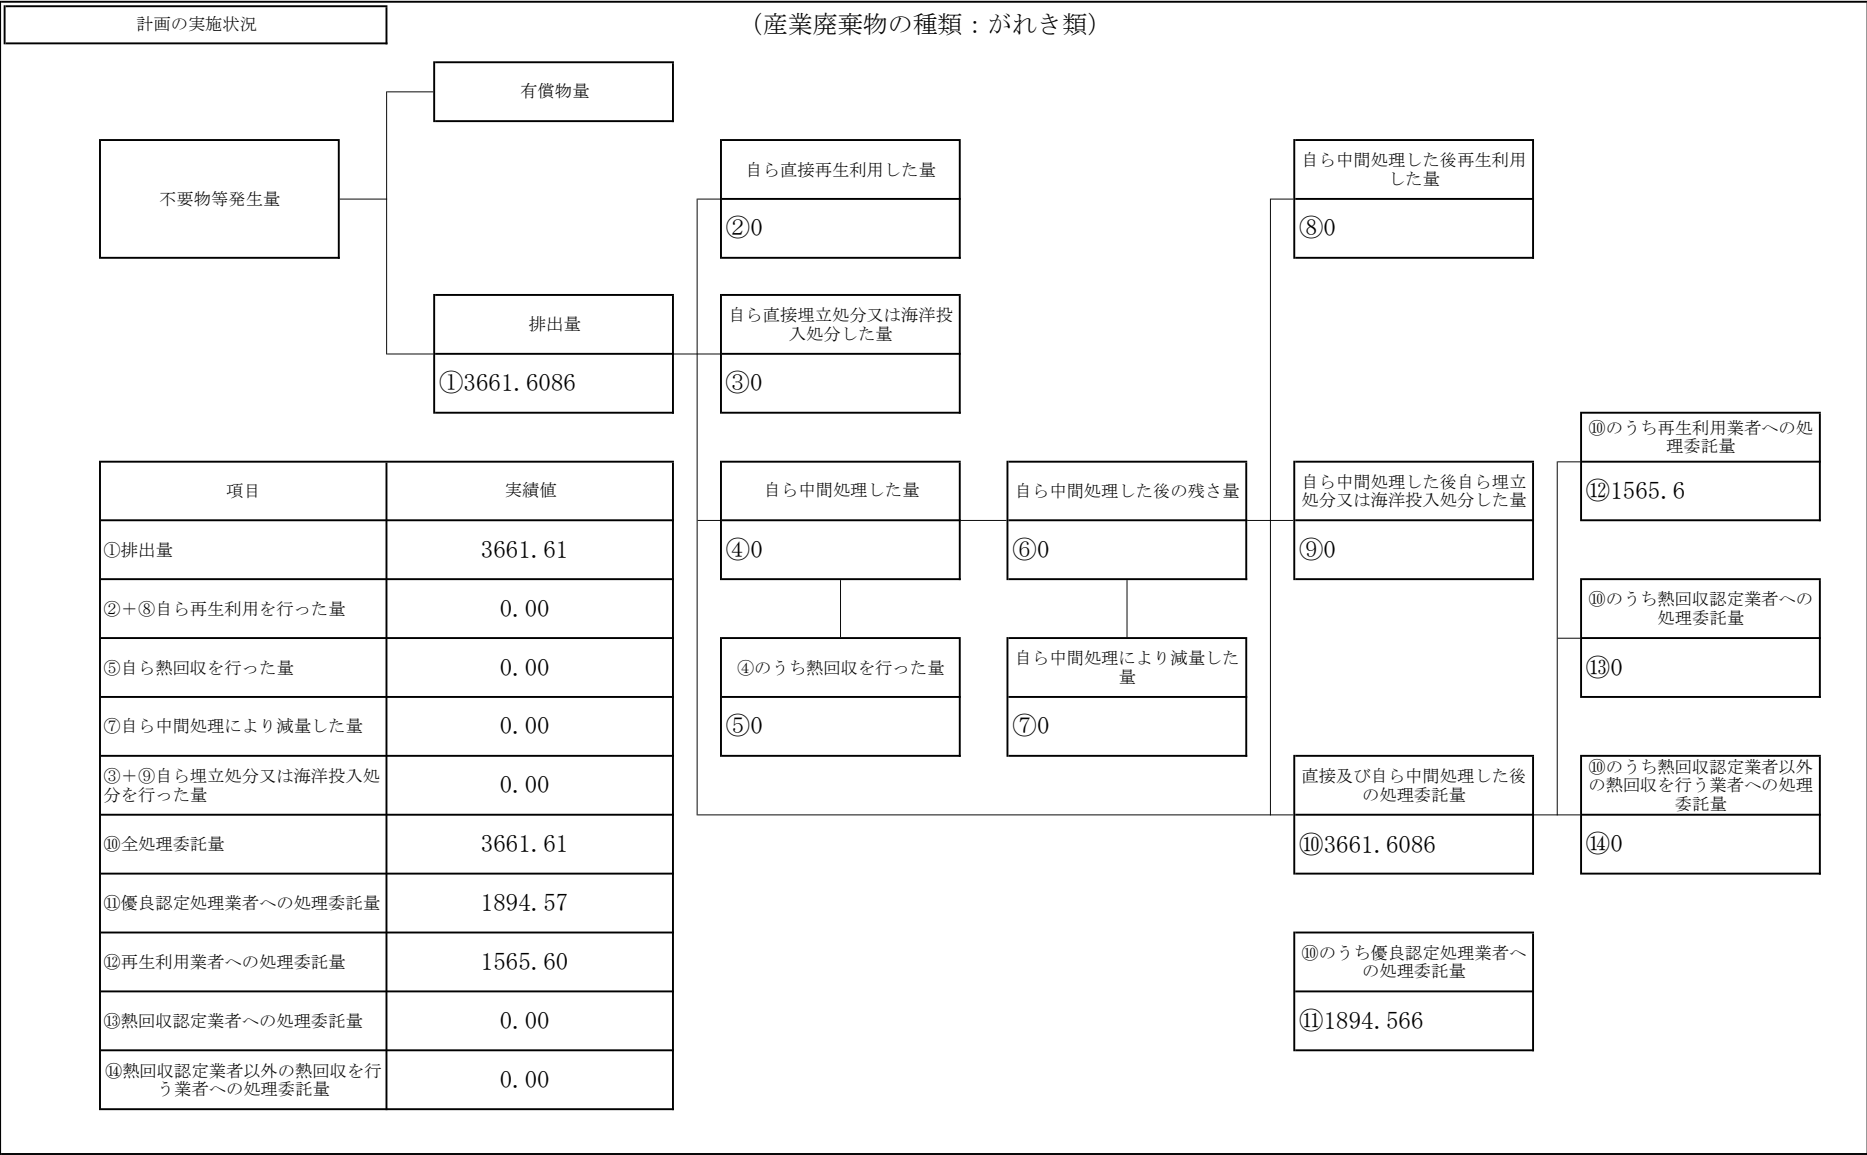 計画の実施状況
（産業廃棄物の種類：がれき類）
有償物量
不要物等発生量
自ら直接再生利用した量
②0
自ら中間処理した後再生利用
した量
⑧0
排出量
①3661.6086
自ら直接埋立処分又は海洋投
入処分した量
③0
⑩のうち再生利用業者への処
理委託量
⑫1565.6
自ら中間処理した量
④0
自ら中間処理した後の残さ量
⑥0
自ら中間処理した後自ら埋立
処分又は海洋投入処分した量
⑨0
⑩のうち熱回収認定業者への
処理委託量
⑬0
④のうち熱回収を行った量
⑤0
自ら中間処理により減量した
量
⑦0
直接及び自ら中間処理した後
の処理委託量
⑩3661.6086
⑩のうち熱回収認定業者以外
の熱回収を行う業者への処理
委託量
⑭0
⑩のうち優良認定処理業者へ
の処理委託量
⑪1894.566
項目 実績値
①排出量 3661.61
②＋⑧自ら再生利用を行った量 0.00
⑤自ら熱回収を行った量 0.00
⑦自ら中間処理により減量した量 0.00
③＋⑨自ら埋立処分又は海洋投入処
分を行った量 0.00
⑩全処理委託量 3661.61
⑪優良認定処理業者への処理委託量 1894.57
⑫再生利用業者への処理委託量 1565.60
⑬熱回収認定業者への処理委託量 0.00
⑭熱回収認定業者以外の熱回収を行
う業者への処理委託量 0.00